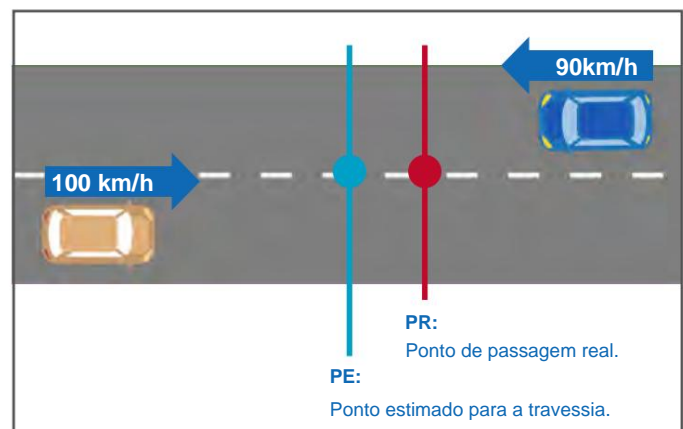 90km/h
100 km/h
PR:
Ponto de passagem real.
PE:
Ponto estimado para a travessia.